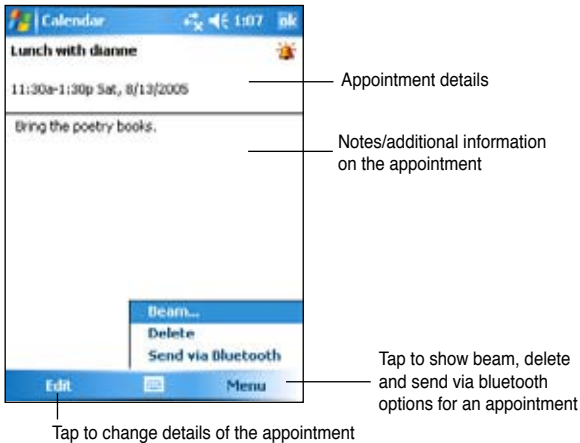 Calendar 1:07 ok
Lunch with dianne
11:30a-1:30p Sat, 8/13/2005
Bring the poetry books.
Appointment details
Notes/additional information
on the appointment
Beam...
Delete
Send via Bluetooth
Edit Menu
Tap to show beam, delete
and send via bluetooth
options for an appointment
Tap to change details of the appointment